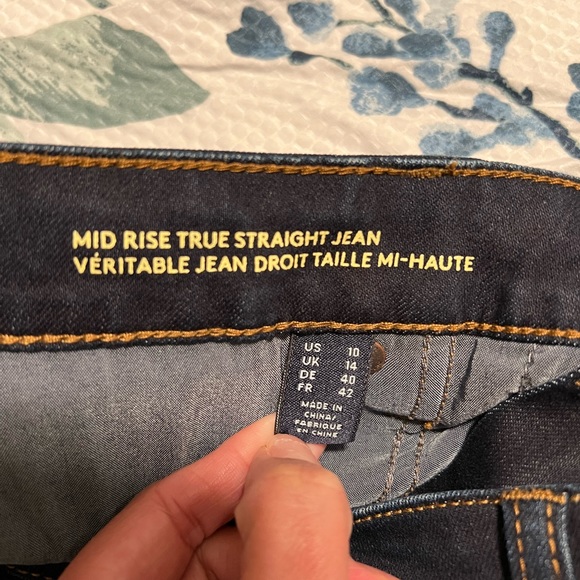 MID RISE TRUE STRAIGHT JEAN
VÉRITABLE JEAN DROIT TAILLE MI-HAUTE
US 10
UK 14
DE 40
FR 42
MADE IN
CHINA/
FABRIQUE
EN CHINE